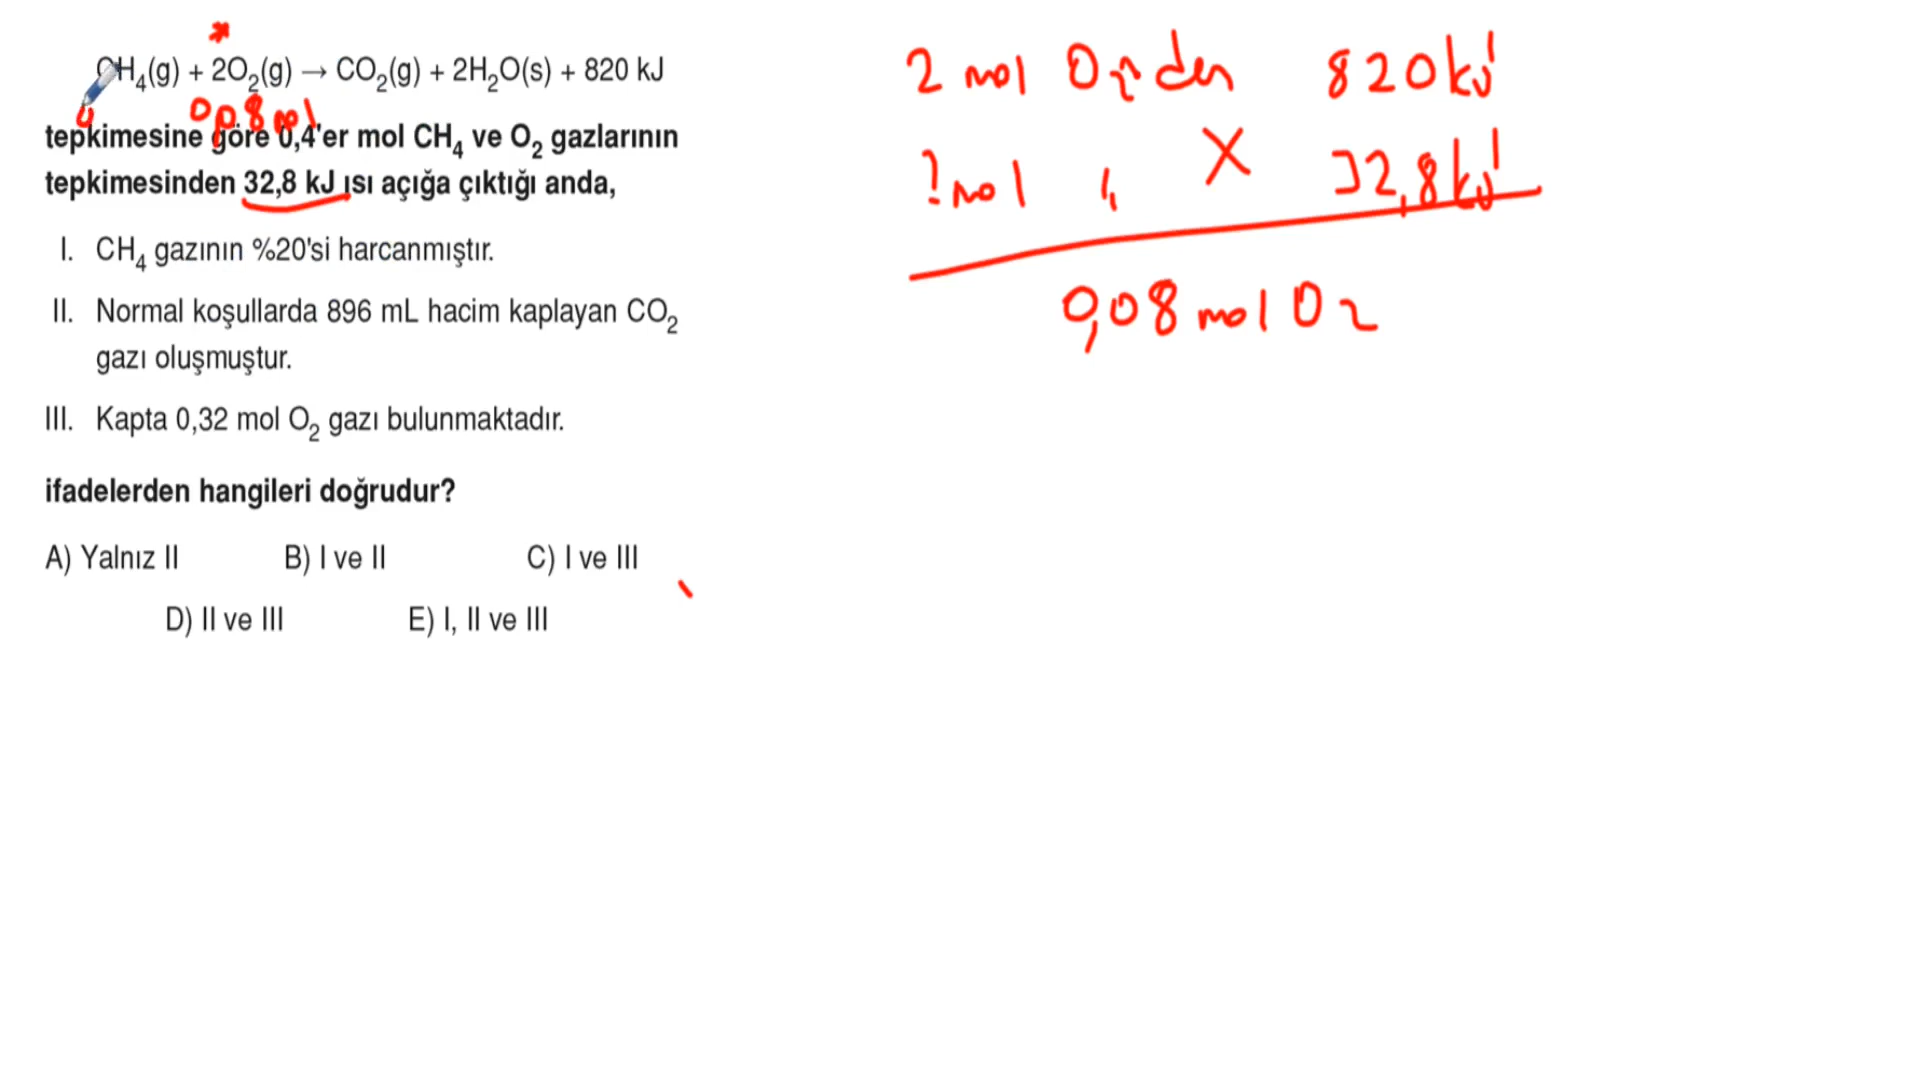 CH₄(g) + 2O₂(g) → CO₂(g) + 2H₂O(s) + 820 kJ
0,08 mol
tepkimesine göre 0,4'er mol CH₄ ve O₂ gazlarının
tepkimesinden 32,8 kJ ısı açığa çıktığı anda,
I. CH₄ gazının %20'si harcanmıştır.
II. Normal koşullarda 896 mL hacim kaplayan CO₂
gazı oluşmuştur.
III. Kapta 0,32 mol O₂ gazı bulunmaktadır.
ifadelerden hangileri doğrudur?
A) Yalnız II B) I ve II C) I ve III
D) II ve III E) I, II ve III
2 mol O₂ den 820 kJ
? mol " X 32,8 kJ
0,08 mol O₂